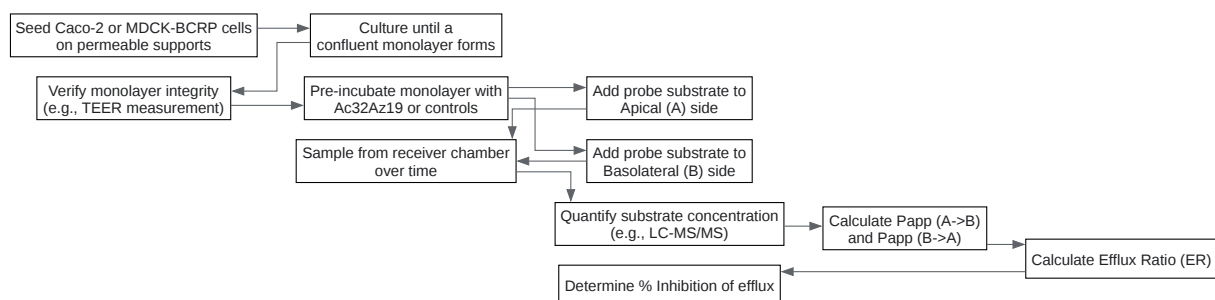 Seed Caco-2 or MDCK-BCRP cells
on permeable supports
Culture until a
confluent monolayer forms
Verify monolayer integrity
(e.g., TEER measurement)
Pre-incubate monolayer with
Ac32Az19 or controls
Add probe substrate to
Apical (A) side
Sample from receiver chamber
over time
Add probe substrate to
Basolateral (B) side
Quantify substrate concentration
(e.g., LC-MS/MS)
Calculate Papp (A->B)
and Papp (B->A)
Calculate Efflux Ratio (ER)
Determine % Inhibition of efflux